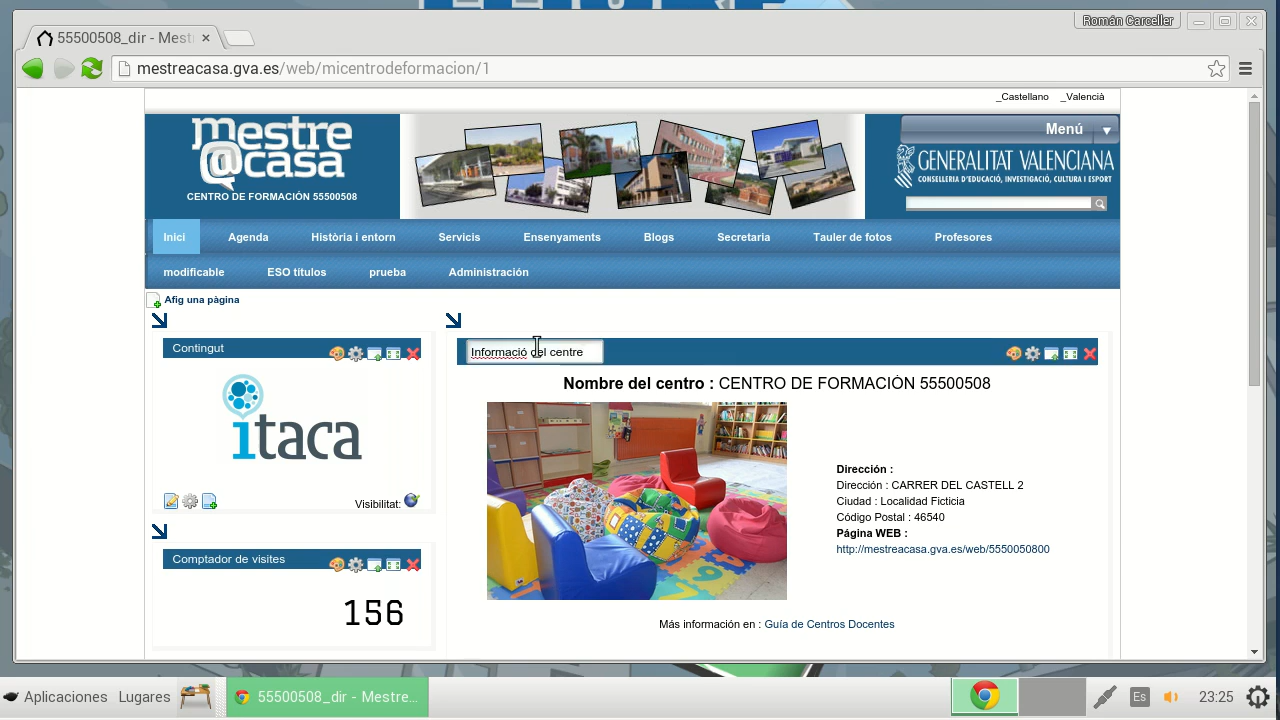 Román Carceller
55500508_dir - Mest
mestreacasa.gva.es/web/micentrodeformacion/1
_Castellano _Valencià
mestre
@casa
CENTRO DE FORMACIÓN 55500508
Menú
GENERALITAT VALENCIANA
CONSELLERIA D'EDUCACIÓ, INVESTIGACIÓ, CULTURA I ESPORT
Inici Agenda Història i entorn Servicis Ensenyaments Blogs Secretaria Tauler de fotos Profesores
modificable ESO títulos prueba Administración
Afig una pàgina
Contingut
itaca
Visibilitat:
Comptador de visites
156
Informació del centre
Nombre del centro : CENTRO DE FORMACIÓN 55500508
Dirección :
Dirección : CARRER DEL CASTELL 2
Ciudad : Localidad Ficticia
Código Postal : 46540
Página WEB :
http://mestreacasa.gva.es/web/5550050800
Más información en : Guía de Centros Docentes
Aplicaciones Lugares 55500508_dir - Mestre... Es 23:25